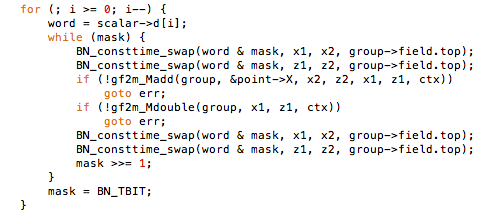 for (; i >= 0; i--) {
    word = scalar->d[i];
    while (mask) {
        BN_consttime_swap(word & mask, x1, x2, group->field.top);
        BN_consttime_swap(word & mask, z1, z2, group->field.top);
        if (!gf2m_Madd(group, &point->X, x2, z2, x1, z1, ctx))
            goto err;
        if (!gf2m_Mdouble(group, x1, z1, ctx))
            goto err;
        BN_consttime_swap(word & mask, x1, x2, group->field.top);
        BN_consttime_swap(word & mask, z1, z2, group->field.top);
        mask >>= 1;
    }
    mask = BN_TBIT;
}